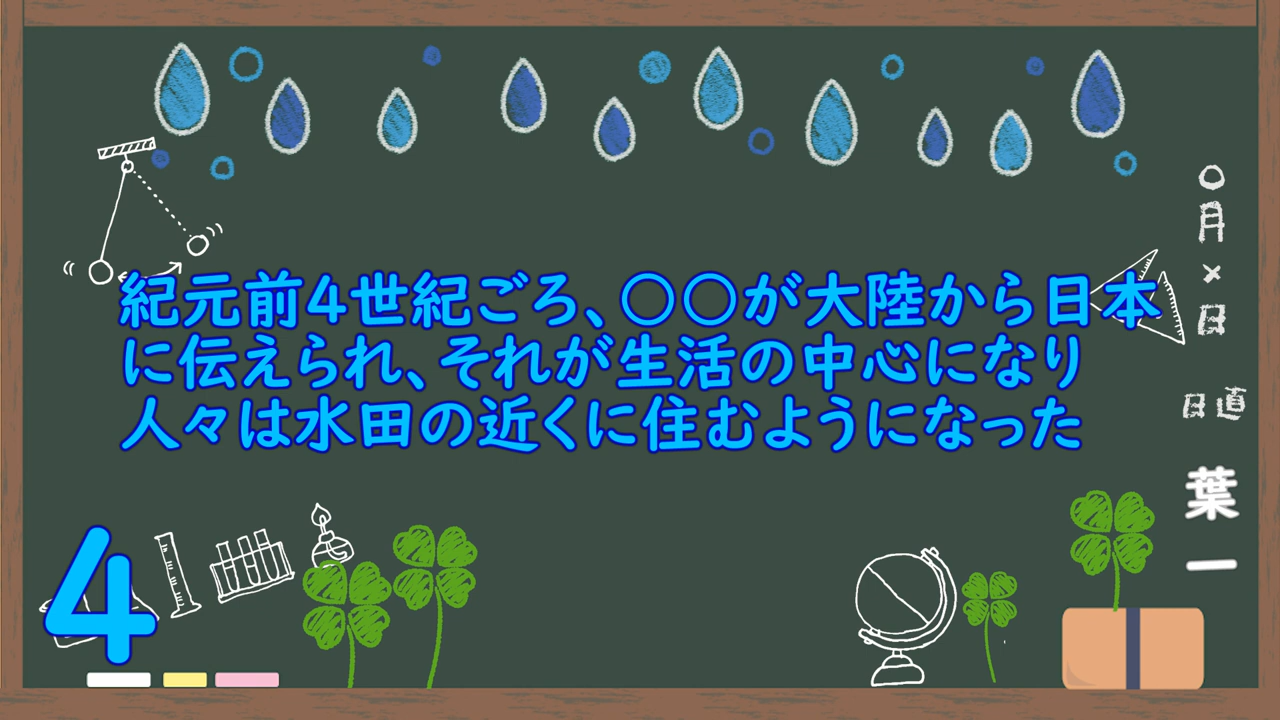 紀元前4世紀ごろ、〇〇が大陸から日本
に伝えられ、それが生活の中心になり
人々は水田の近くに住むようになった
4
〇月×日
日直
葉一